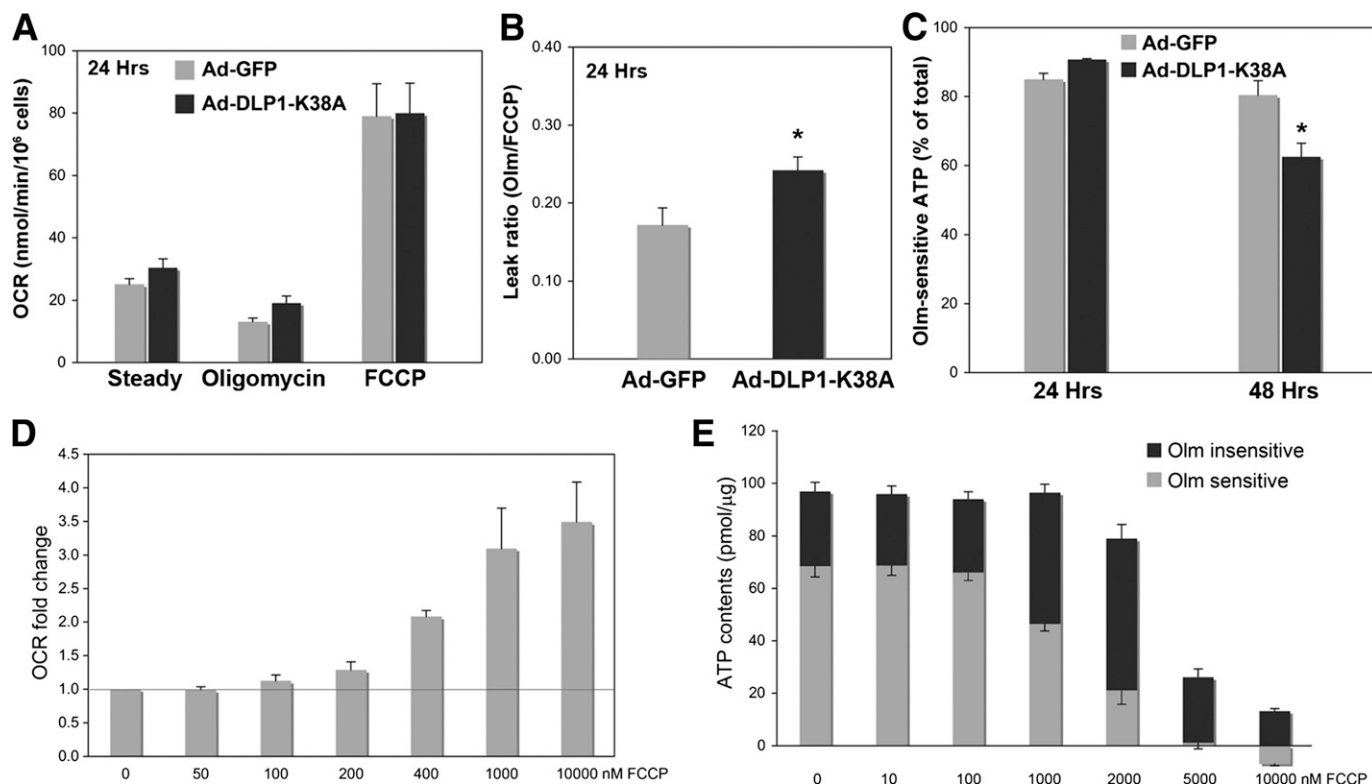 A
OCR (nmol/min/10⁶ cells)
100
80
60
40
20
0
24 Hrs
Ad-GFP
Ad-DLP1-K38A
Steady Oligomycin FCCP
B
Leak ratio (Olm/FCCP)
0.40
0.30
0.20
0.10
0.00
24 Hrs
*
Ad-GFP Ad-DLP1-K38A
C
Olm-sensitive ATP (% of total)
100
80
60
40
20
0
Ad-GFP
Ad-DLP1-K38A
*
24 Hrs 48 Hrs
D
OCR fold change
4.5
4.0
3.5
3.0
2.5
2.0
1.5
1.0
0.5
0.0
0 50 100 200 400 1000 10000 nM FCCP
E
ATP contents (pmol/µg)
120
100
80
60
40
20
0
Olm insensitive
Olm sensitive
0 10 100 1000 2000 5000 10000 nM FCCP